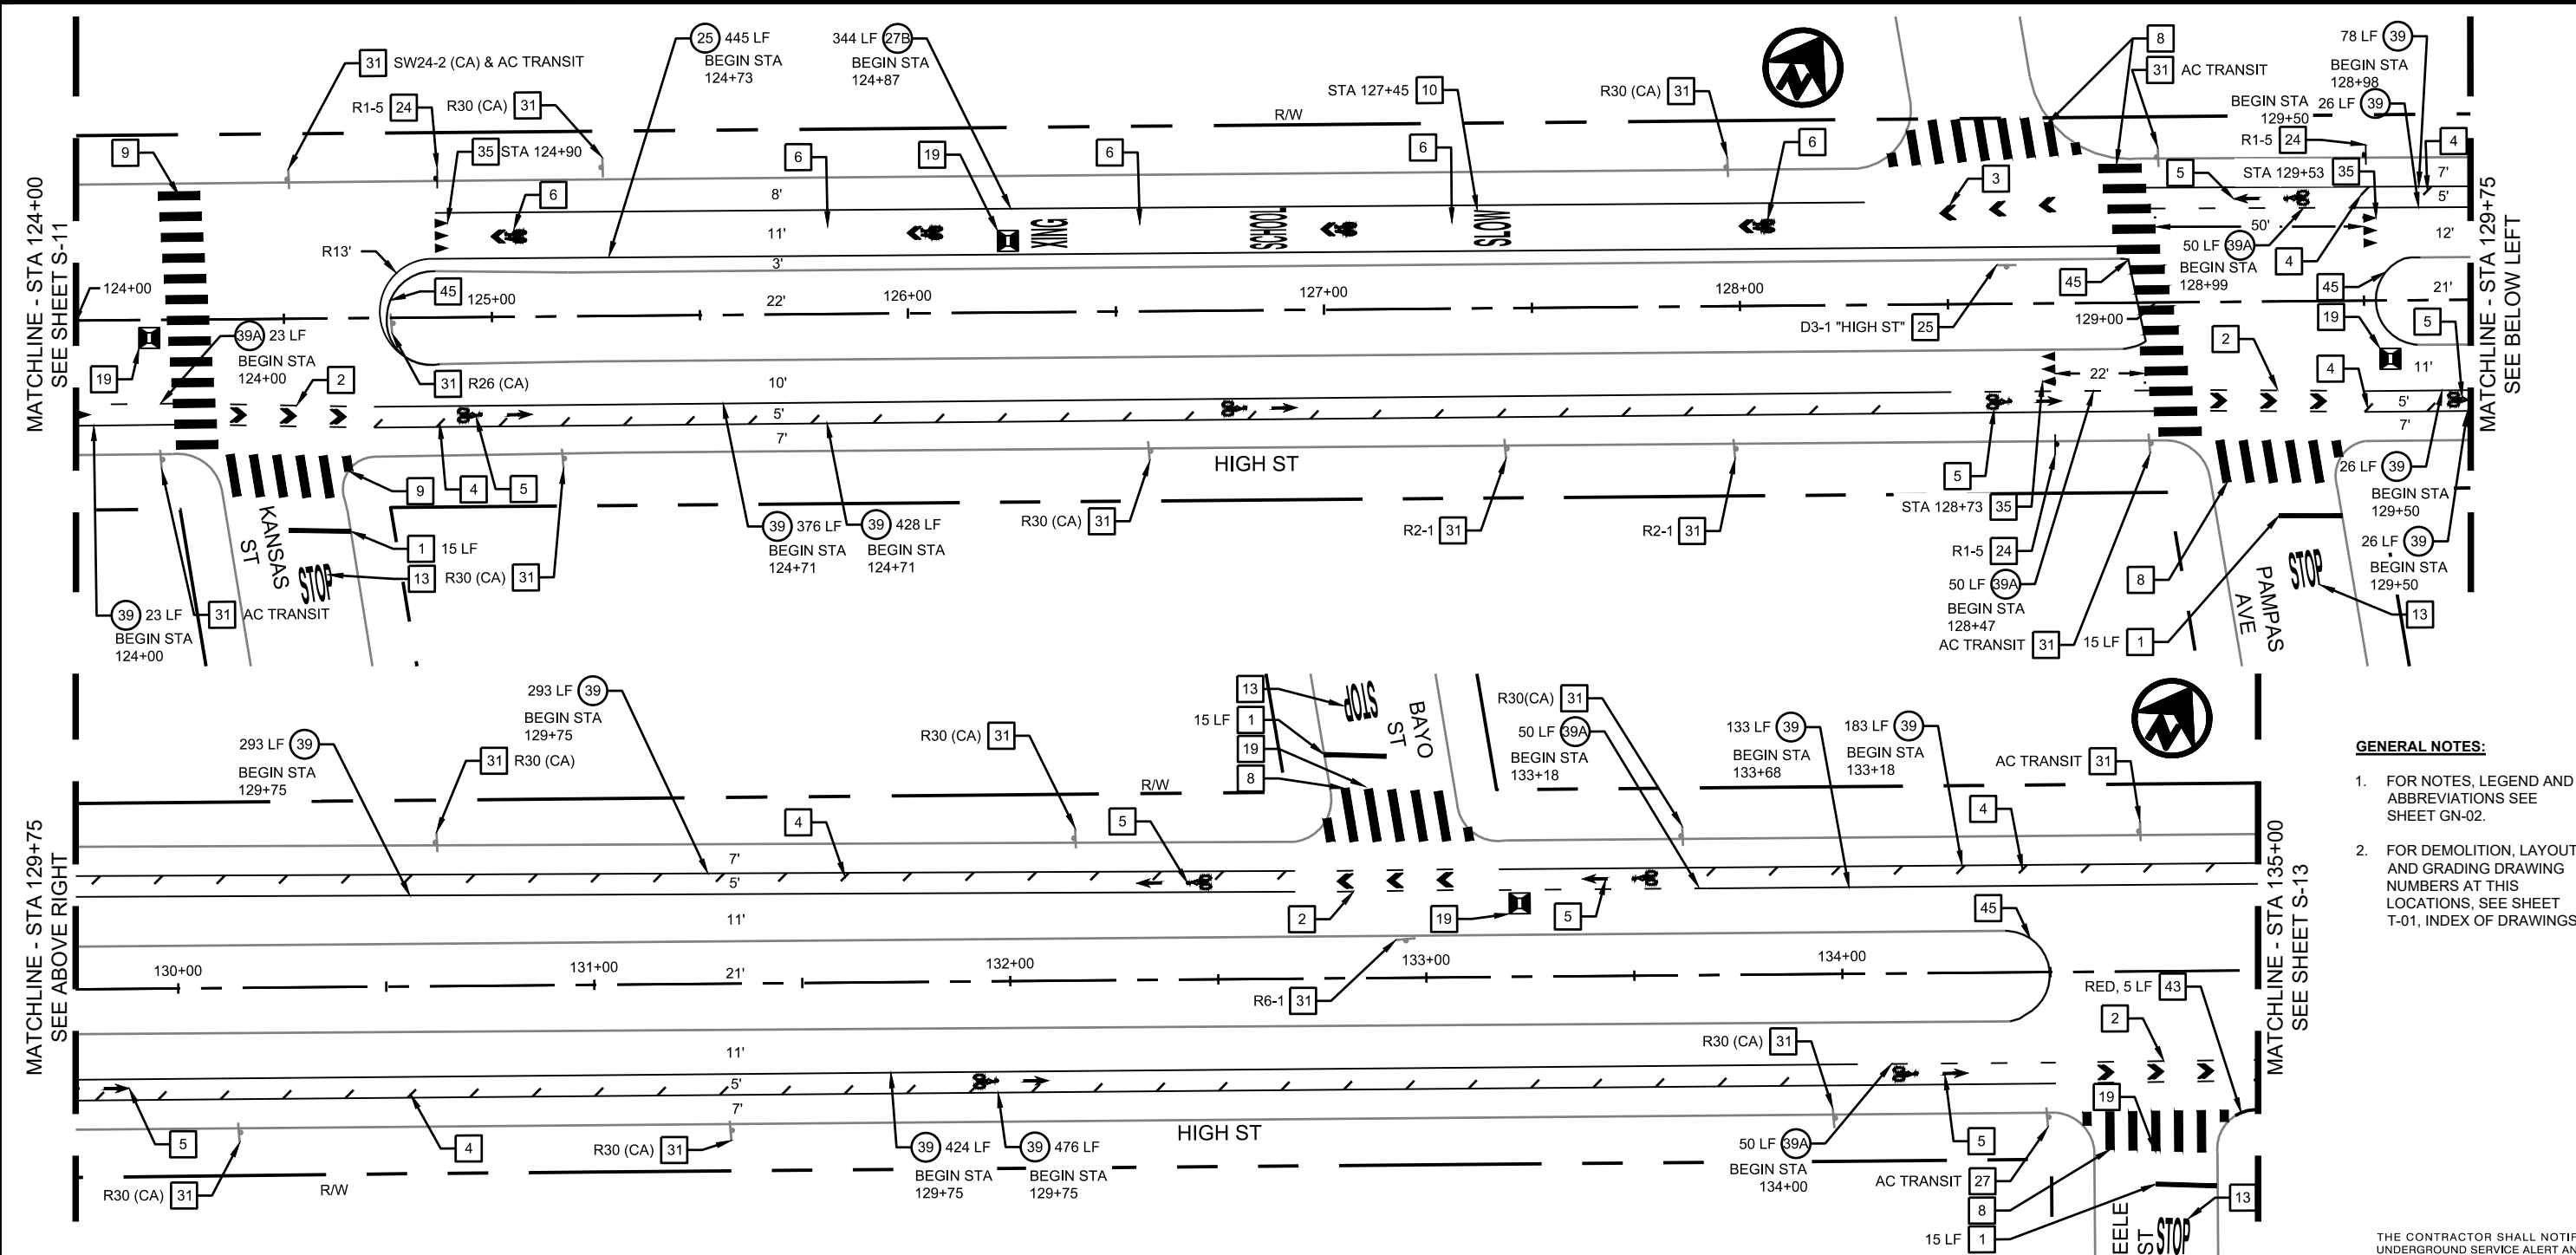 MATCHLINE - STA 124+00
SEE SHEET S-11
31 SW24-2 (CA) & AC TRANSIT
R1-5 24
R30 (CA) 31
25 445 LF
BEGIN STA
124+73
344 LF 27B
BEGIN STA
124+87
STA 127+45 10
R30 (CA) 31
R/W
8
31 AC TRANSIT
78 LF 39
BEGIN STA
128+98
BEGIN STA 26 LF 39
129+50
R1-5 24
4
9
35 STA 124+90
6
6
19
6
6
6
3
5
STA 129+53 35
7'
5'
8'
11'
XING
SLOW
50'
12'
R13'
3'
50 LF 39A
BEGIN STA
128+99
4
124+00
45
125+00
22'
126+00
127+00
128+00
45
129+00
45
21'
39A 23 LF
BEGIN STA
124+00
19
2
31 R26 (CA)
D3-1 "HIGH ST" 25
19
5
2
4
11'
10'
22'
5'
7'
5'
7'
HIGH ST
MATCHLINE - STA 129+75
SEE BELOW LEFT
9
4
5
KANSAS
ST
STOP
1 15 LF
13
R30 (CA) 31
39 23 LF
BEGIN STA
124+00
31 AC TRANSIT
39 376 LF
BEGIN STA
124+71
39 428 LF
BEGIN STA
124+71
R30 (CA) 31
R2-1 31
R2-1 31
5
STA 128+73 35
R1-5 24
50 LF 39A
BEGIN STA
128+47
AC TRANSIT 31
8
15 LF 1
PAMPAS
AVE
STOP
13
26 LF 39
BEGIN STA
129+50
26 LF 39
BEGIN STA
129+50
MATCHLINE - STA 129+75
SEE ABOVE RIGHT
293 LF 39
BEGIN STA
129+75
293 LF 39
BEGIN STA
129+75
31 R30 (CA)
R30 (CA) 31
R/W
13
15 LF 1
19
8
STOP
BAYO
ST
R30(CA) 31
50 LF 39A
BEGIN STA
133+18
133 LF 39
BEGIN STA
133+68
183 LF 39
BEGIN STA
133+18
AC TRANSIT 31
4
5
4
7'
5'
11'
2
19
5
45
130+00
131+00
21'
132+00
133+00
134+00
R6-1 31
RED, 5 LF 43
2
11'
5'
7'
R30 (CA) 31
19
5
4
R30 (CA) 31
R/W
R30 (CA) 31
39 424 LF
BEGIN STA
129+75
39 476 LF
BEGIN STA
129+75
HIGH ST
50 LF 39A
BEGIN STA
134+00
5
AC TRANSIT 27
8
15 LF 1
EELE
ST
STOP
13
MATCHLINE - STA 135+00
SEE SHEET S-13
GENERAL NOTES:
1. FOR NOTES, LEGEND AND
ABBREVIATIONS SEE
SHEET GN-02.
2. FOR DEMOLITION, LAYOUT
AND GRADING DRAWING
NUMBERS AT THIS
LOCATIONS, SEE SHEET
T-01, INDEX OF DRAWINGS
THE CONTRACTOR SHALL NOTI
UNDERGROUND SERVICE ALERT AN